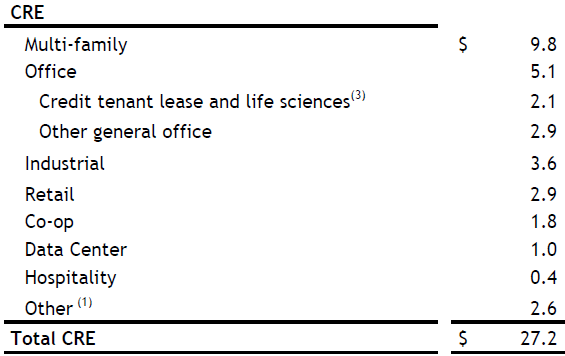 CRE
Multi-family $ 9.8
Office 5.1
Credit tenant lease and life sciences(3) 2.1
Other general office 2.9
Industrial 3.6
Retail 2.9
Co-op 1.8
Data Center 1.0
Hospitality 0.4
Other (1) 2.6
Total CRE $ 27.2